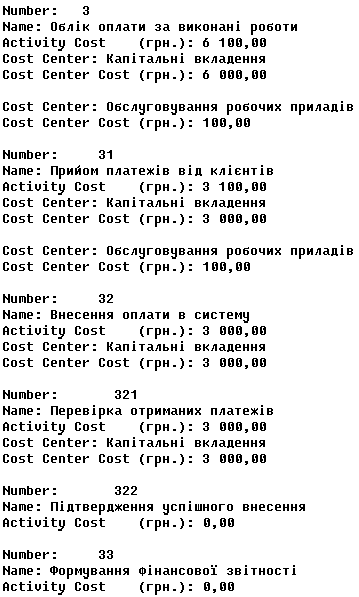 Number:   3
Name: Облік оплати за виконані роботи
Activity Cost    (грн.): 6 100,00
Cost Center: Капітальні вкладення
Cost Center Cost (грн.): 6 000,00
Cost Center: Обслуговування робочих приладів
Cost Center Cost (грн.): 100,00
Number:     31
Name: Прийом платежів від клієнтів
Activity Cost    (грн.): 3 100,00
Cost Center: Капітальні вкладення
Cost Center Cost (грн.): 3 000,00
Cost Center: Обслуговування робочих приладів
Cost Center Cost (грн.): 100,00
Number:     32
Name: Внесення оплати в систему
Activity Cost    (грн.): 3 000,00
Cost Center: Капітальні вкладення
Cost Center Cost (грн.): 3 000,00
Number:       321
Name: Перевірка отриманих платежів
Activity Cost    (грн.): 3 000,00
Cost Center: Капітальні вкладення
Cost Center Cost (грн.): 3 000,00
Number:       322
Name: Підтвердження успішного внесення
Activity Cost    (грн.): 0,00
Number:     33
Name: Формування фінансової звітності
Activity Cost    (грн.): 0,00